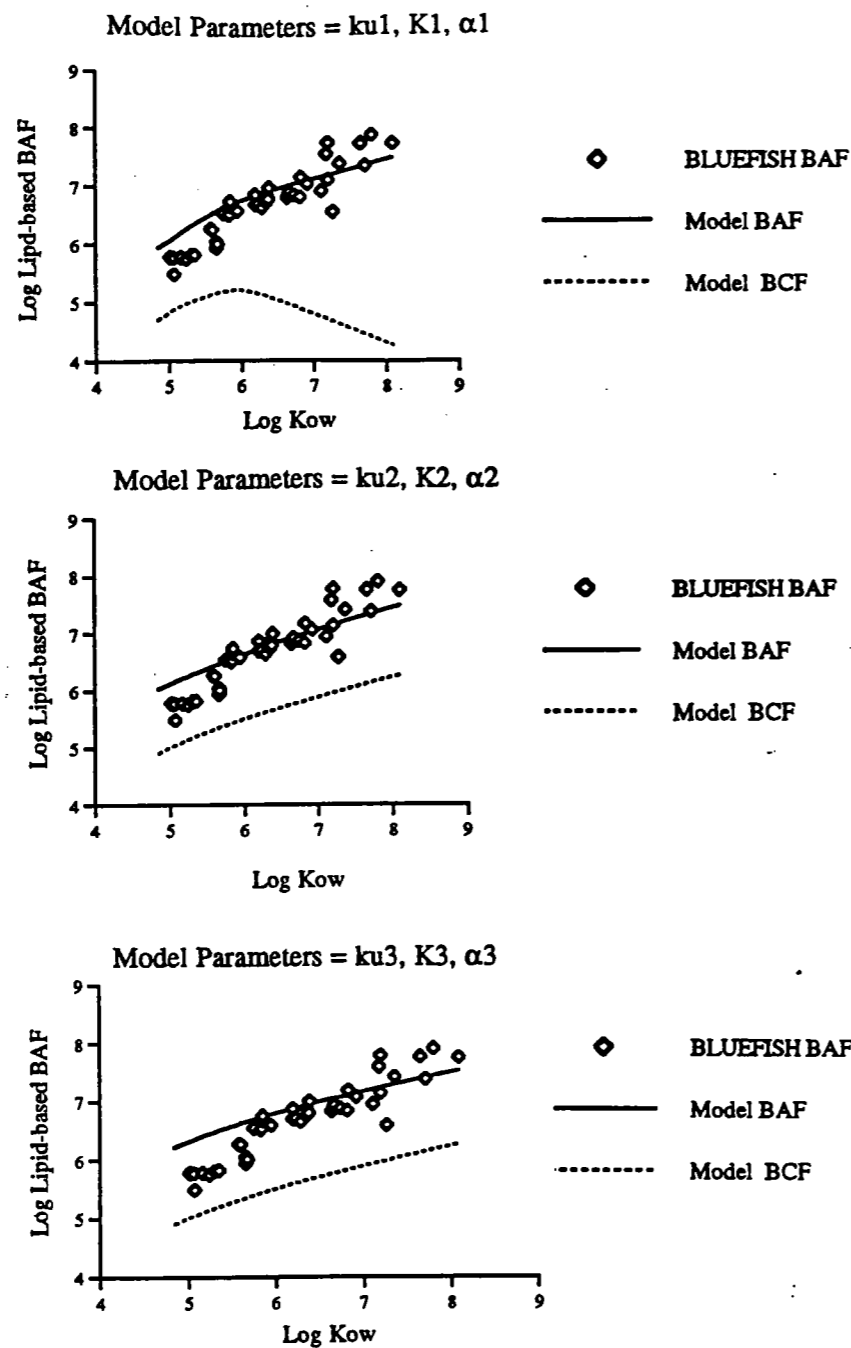 Model Parameters = ku1, K1, α1
Log Lipd-based BAF
9
8
7
6
5
4
4 5 6 7 8 9
Log Kow
BLUEFISH BAF
Model BAF
Model BCF
Model Parameters = ku2, K2, α2
Log Lipid-based BAF
9
8
7
6
5
4
4 5 6 7 8 9
Log Kow
BLUEFISH BAF
Model BAF
Model BCF
Model Parameters = ku3, K3, α3
Log Lipid-based BAF
9
8
7
6
5
4
4 5 6 7 8 9
Log Kow
BLUEFISH BAF
Model BAF
Model BCF